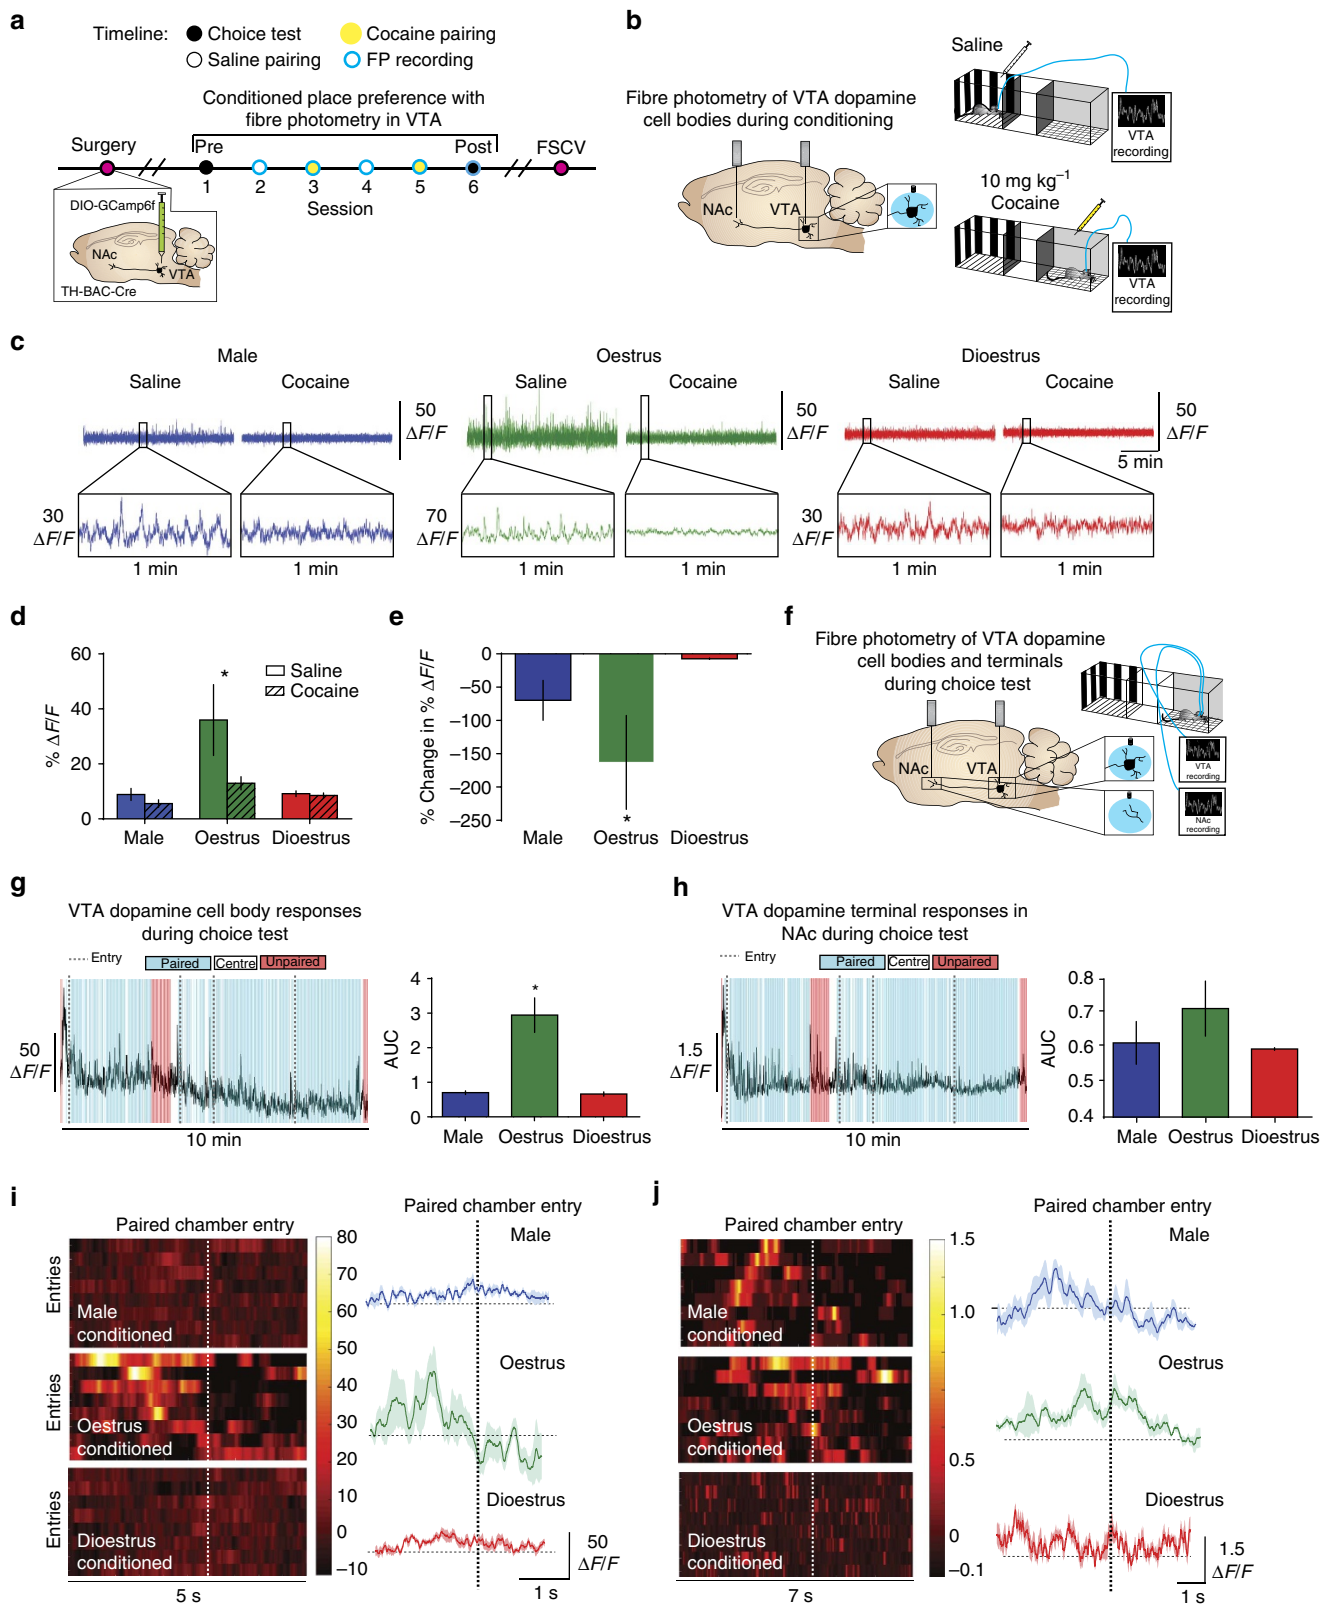 a
Timeline:
Choice test
Cocaine pairing
Saline pairing
FP recording
Conditioned place preference with
fibre photometry in VTA
Surgery
Pre
Post
FSCV
1 2 3 4 5 6
Session
DIO-GCamp6f
NAc
VTA
TH-BAC-Cre
b
Fibre photometry of VTA dopamine
cell bodies during conditioning
NAc
VTA
Saline
VTA
recording
10 mg kg⁻¹
Cocaine
VTA
recording
c
Male
Oestrus
Dioestrus
Saline
Cocaine
Saline
Cocaine
Saline
Cocaine
50
ΔF/F
50
ΔF/F
50
ΔF/F
5 min
30
ΔF/F
70
ΔF/F
30
ΔF/F
1 min
1 min
1 min
1 min
1 min
1 min
d
% ΔF/F
60
40
20
0
*
Saline
Cocaine
Male
Oestrus
Dioestrus
e
% Change in % ΔF/F
0
−50
−100
−150
−200
−250
*
Male
Oestrus
Dioestrus
f
Fibre photometry of VTA dopamine
cell bodies and terminals
during choice test
NAc
VTA
VTA
recording
NAc
recording
g
VTA dopamine cell body responses
during choice test
Entry
Paired
Centre
Unpaired
50
ΔF/F
10 min
AUC
4
3
2
1
0
*
Male
Oestrus
Dioestrus
h
VTA dopamine terminal responses in
NAc during choice test
Entry
Paired
Centre
Unpaired
1.5
ΔF/F
10 min
AUC
0.8
0.7
0.6
0.5
0.4
Male
Oestrus
Dioestrus
i
Paired chamber entry
Entries
Male
conditioned
Entries
Oestrus
conditioned
Entries
Dioestrus
conditioned
5 s
80
70
60
50
40
30
20
10
0
−10
Paired chamber entry
Male
Oestrus
Dioestrus
50
ΔF/F
1 s
j
Paired chamber entry
Male
conditioned
Oestrus
conditioned
Dioestrus
conditioned
7 s
1.5
1.0
0.5
0
−0.1
Paired chamber entry
Male
Oestrus
Dioestrus
1.5
ΔF/F
1 s